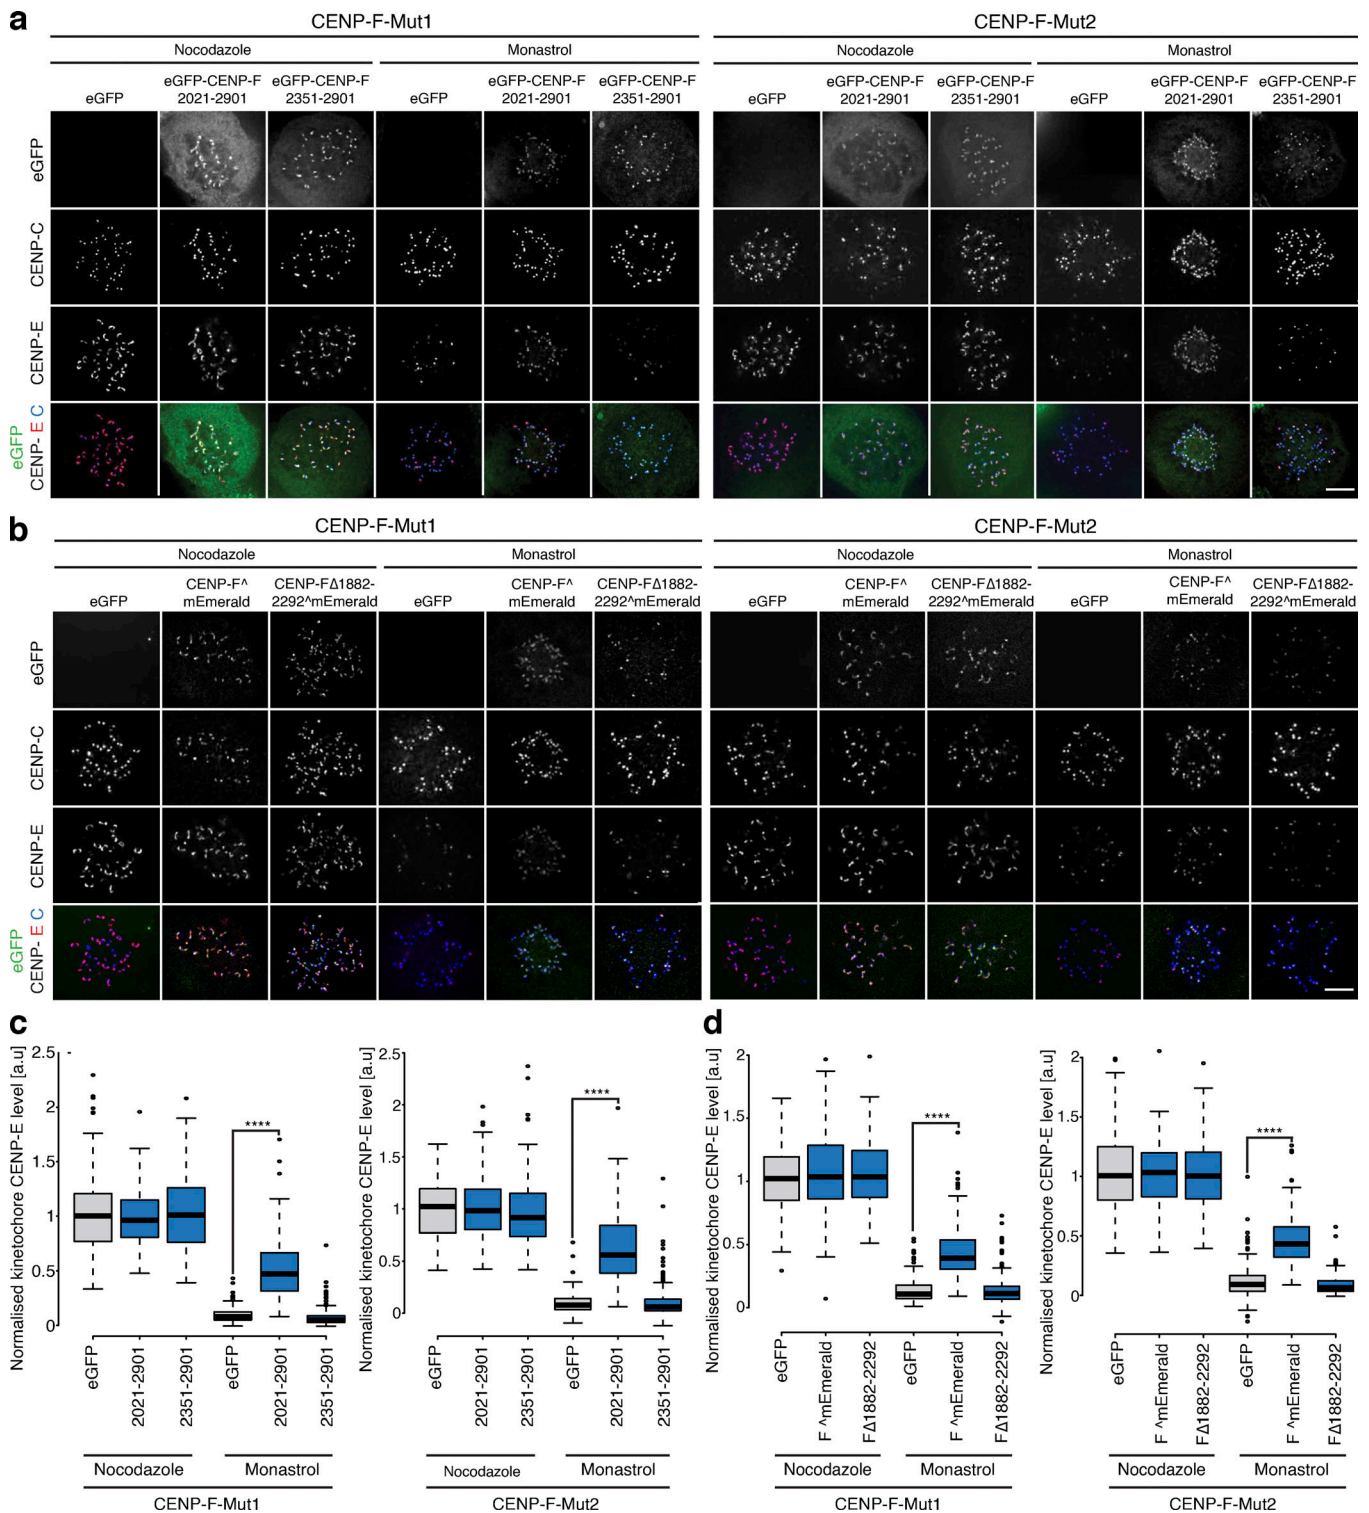 a
CENP-F-Mut1
CENP-F-Mut2
Nocodazole
Monastrol
Nocodazole
Monastrol
eGFP
eGFP-CENP-F 2021-2901
eGFP-CENP-F 2351-2901
eGFP
eGFP-CENP-F 2021-2901
eGFP-CENP-F 2351-2901
eGFP
eGFP-CENP-F 2021-2901
eGFP-CENP-F 2351-2901
eGFP
eGFP-CENP-F 2021-2901
eGFP-CENP-F 2351-2901
eGFP
CENP-C
CENP-E
eGFP
CENP- E C
b
CENP-F-Mut1
CENP-F-Mut2
Nocodazole
Monastrol
Nocodazole
Monastrol
eGFP
CENP-F^ mEmerald
CENP-FΔ1882- 2292^mEmerald
eGFP
CENP-F^ mEmerald
CENP-FΔ1882- 2292^mEmerald
eGFP
CENP-F^ mEmerald
CENP-FΔ1882- 2292^mEmerald
eGFP
CENP-F^ mEmerald
CENP-FΔ1882- 2292^mEmerald
eGFP
CENP-C
CENP-E
eGFP
CENP- E C
c
Normalised kinetochore CENP-E level [a.u]
2.5
2
1.5
1
0.5
0
****
eGFP
2021-2901
2351-2901
eGFP
2021-2901
2351-2901
Nocodazole
Monastrol
CENP-F-Mut1
Normalised kinetochore CENP-E level [a.u]
2.5
2
1.5
1
0.5
0
****
eGFP
2021-2901
2351-2901
eGFP
2021-2901
2351-2901
Nocodazole
Monastrol
CENP-F-Mut2
d
Normalised kinetochore CENP-E level [a.u]
2
1.5
1
0.5
0
****
eGFP
F ^mEmerald
FΔ1882-2292
eGFP
F ^mEmerald
FΔ1882-2292
Nocodazole
Monastrol
CENP-F-Mut1
Normalised kinetochore CENP-E level [a.u]
2
1.5
1
0.5
0
****
eGFP
F ^mEmerald
FΔ1882-2292
eGFP
F ^mEmerald
FΔ1882-2292
Nocodazole
Monastrol
CENP-F-Mut2